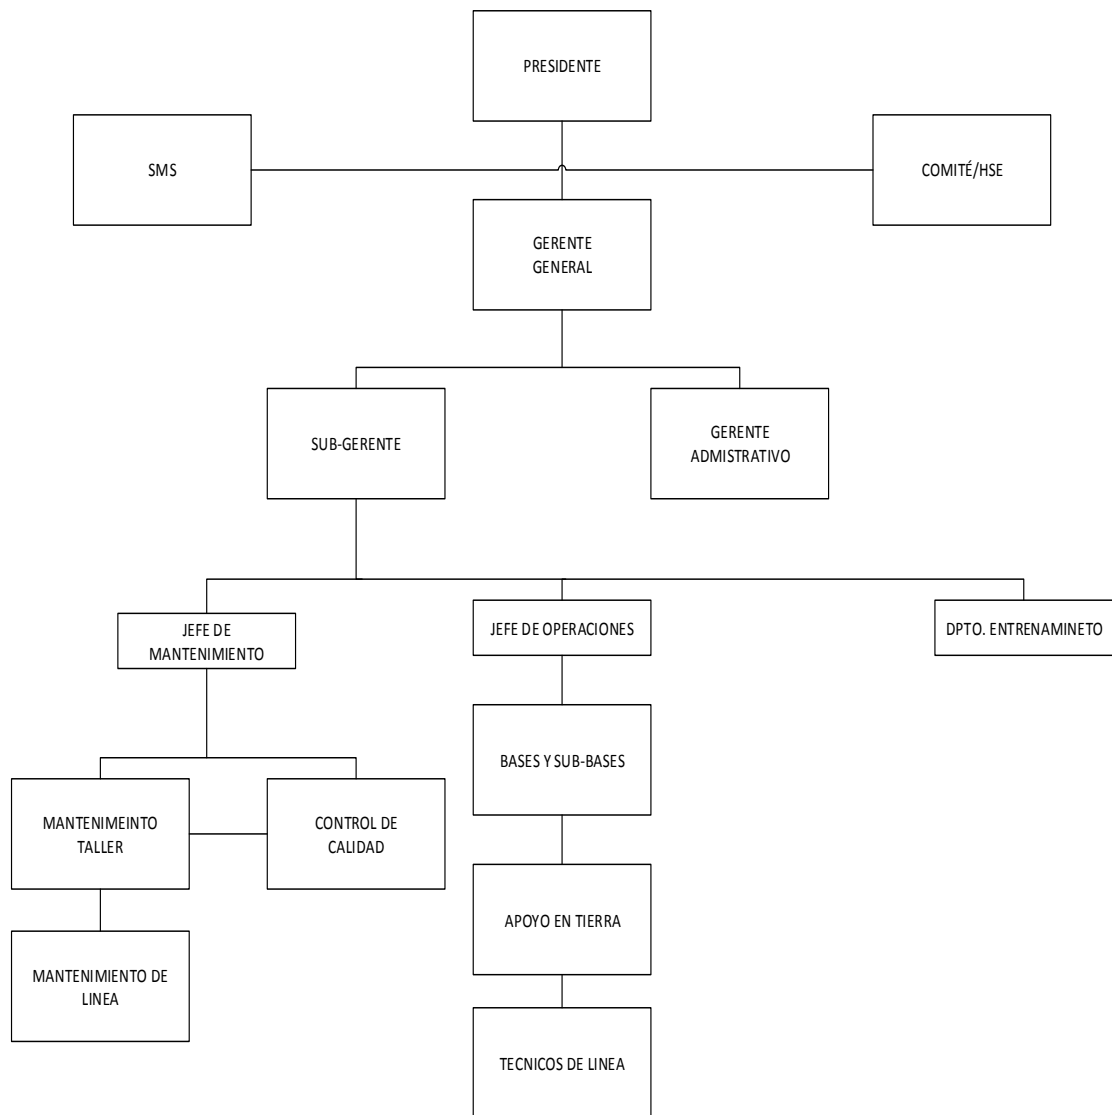 PRESIDENTE
SMS
COMITÉ/HSE
GERENTE
GENERAL
SUB-GERENTE
GERENTE
ADMISTRATIVO
JEFE DE
MANTENIMIENTO
JEFE DE OPERACIONES
DPTO. ENTRENAMINETO
BASES Y SUB-BASES
MANTENIMEINTO
TALLER
CONTROL DE
CALIDAD
APOYO EN TIERRA
MANTENIMIENTO DE
LINEA
TECNICOS DE LINEA